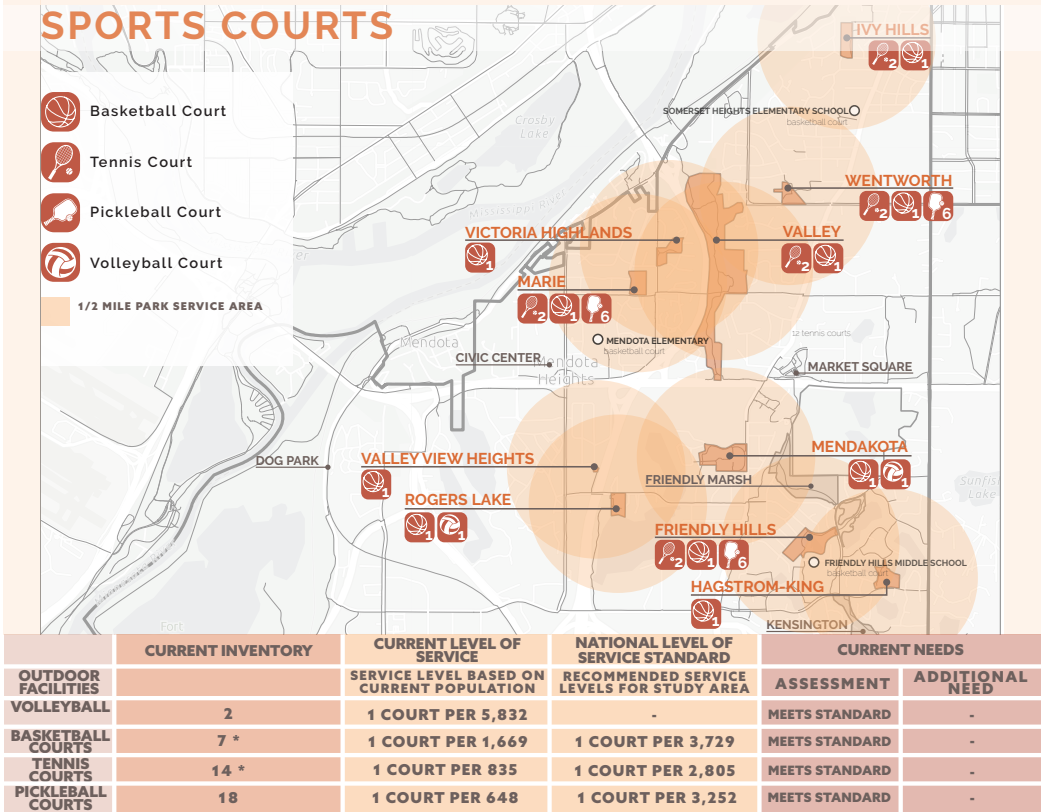 SPORTS COURTS
Basketball Court
Tennis Court
Pickleball Court
Volleyball Court
1/2 MILE PARK SERVICE AREA
IVY HILLS
2 1
Crosby
Lake
SOMERSET HEIGHTS ELEMENTARY SCHOOL
basketball court
WENTWORTH
2 1 6
Mississippi River
VICTORIA HIGHLANDS
1
VALLEY
2 1
MARIE
2 1 6
MENDOTA ELEMENTARY
basketball court
12 tennis courts
Mendota
CIVIC CENTER
Mendota
Heights
MARKET SQUARE
MENDAKOTA
1 1
DOG PARK
VALLEY VIEW HEIGHTS
1
FRIENDLY MARSH
Sunfish
Lake
ROGERS LAKE
1 1
FRIENDLY HILLS
2 1 6
FRIENDLY HILLS MIDDLE SCHOOL
basketball court
HAGSTROM-KING
1
KENSINGTON
Fort
CURRENT INVENTORY
CURRENT LEVEL OF
SERVICE
NATIONAL LEVEL OF
SERVICE STANDARD
CURRENT NEEDS
OUTDOOR
FACILITIES
SERVICE LEVEL BASED ON
CURRENT POPULATION
RECOMMENDED SERVICE
LEVELS FOR STUDY AREA
ASSESSMENT
ADDITIONAL
NEED
VOLLEYBALL
2
1 COURT PER 5,832
-
MEETS STANDARD
-
BASKETBALL
COURTS
7 *
1 COURT PER 1,669
1 COURT PER 3,729
MEETS STANDARD
-
TENNIS
COURTS
14 *
1 COURT PER 835
1 COURT PER 2,805
MEETS STANDARD
-
PICKLEBALL
COURTS
18
1 COURT PER 648
1 COURT PER 3,252
MEETS STANDARD
-